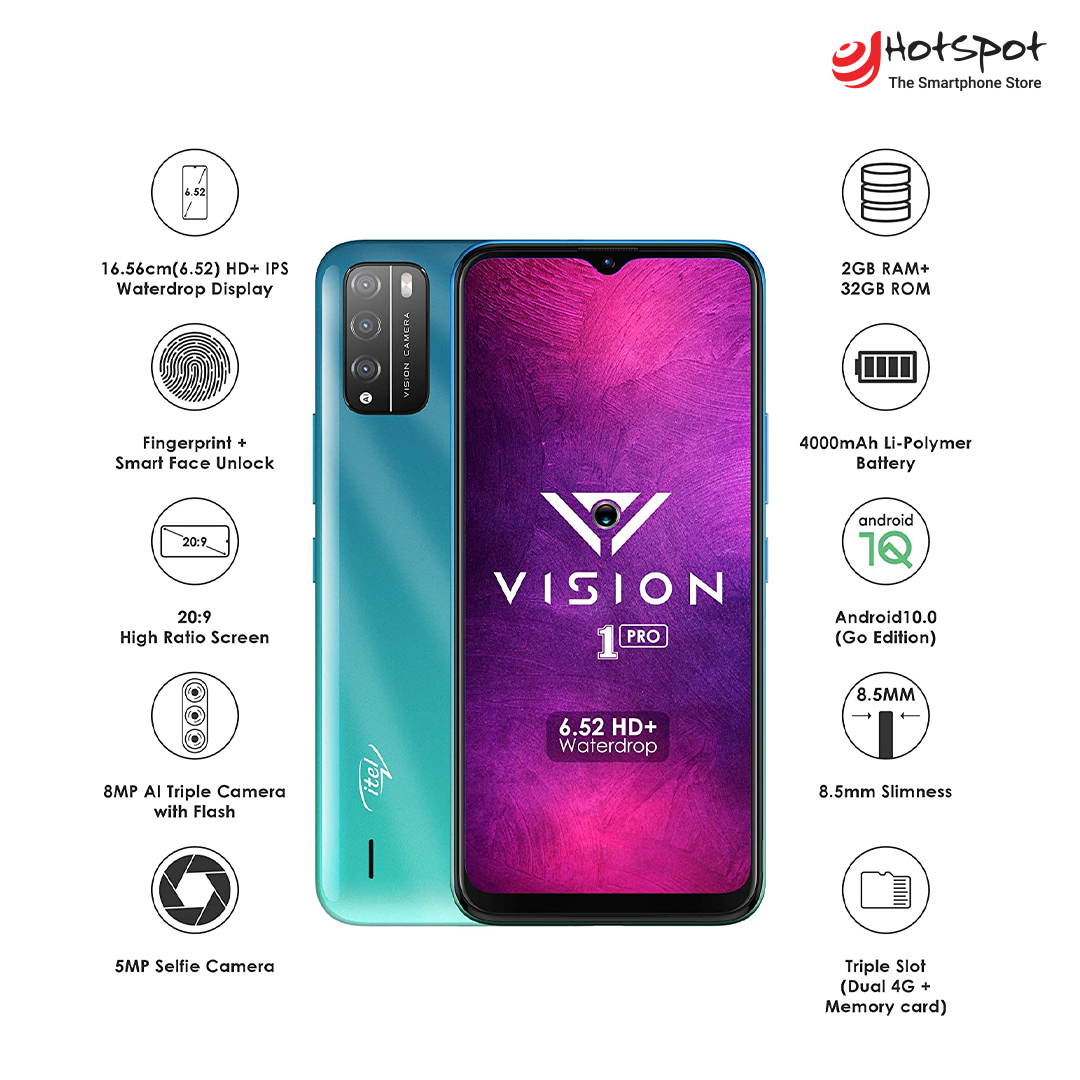 HotSpot
The Smartphone Store
6.52
16.56cm(6.52) HD+ IPS
Waterdrop Display
Fingerprint +
Smart Face Unlock
20:9
20:9
High Ratio Screen
8MP AI Triple Camera
with Flash
5MP Selfie Camera
VISION CAMERA
AI
itel
VISION
1 PRO
6.52 HD+
Waterdrop
2GB RAM+
32GB ROM
4000mAh Li-Polymer
Battery
android
10
Android10.0
(Go Edition)
8.5MM
8.5mm Slimness
Triple Slot
(Dual 4G +
Memory card)